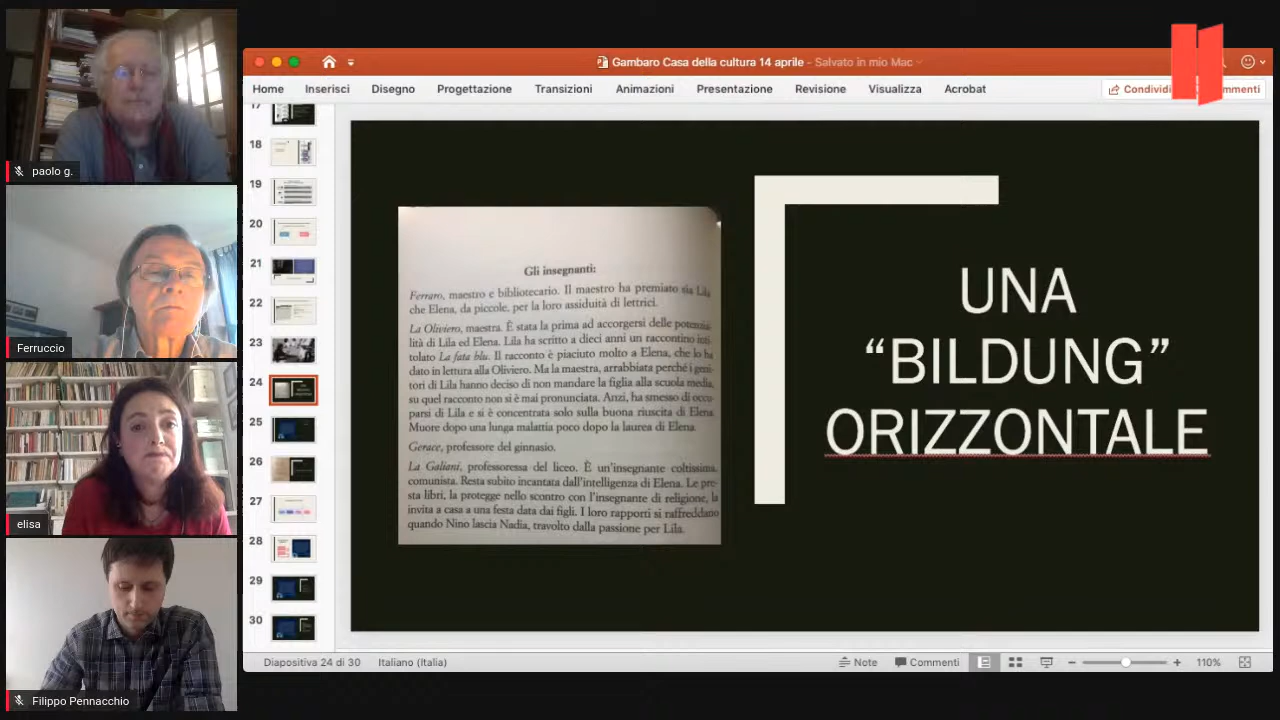 paolo g.
Ferruccio
elisa
Filippo Pennacchio
Gambaro Casa della cultura 14 aprile - Salvato in mio Mac
Home Inserisci Disegno Progettazione Transizioni Animazioni Presentazione Revisione Visualizza Acrobat Condividi mmenti
17
18
19
20
21
22
23
24
25
26
27
28
29
30
Gli insegnanti:
Ferraro, maestro e bibliotecario. Il maestro ha premiato sia Lila
che Elena, da piccole, per la loro assiduità di lettrici.
La Oliviero, maestra. È stata la prima ad accorgersi delle potenzia-
lità di Lila ed Elena. Lila ha scritto a dieci anni un raccontino inti-
tolato La fata blu. Il racconto è piaciuto molto a Elena, che lo ha
dato in lettura alla Oliviero. Ma la maestra, arrabbiata perché i geni-
tori di Lila hanno deciso di non mandare la figlia alla scuola media,
su quel racconto non si è mai pronunciata. Anzi, ha smesso di occu-
parsi di Lila e si è concentrata solo sulla buona riuscita di Elena.
Muore dopo una lunga malattia poco dopo la laurea di Elena.
Gerace, professore del ginnasio.
La Galiani, professoressa del liceo. È un'insegnante coltissima,
comunista. Resta subito incantata dall'intelligenza di Elena. Le pre-
sta libri, la protegge nello scontro con l'insegnante di religione, la
invita a casa a una festa data dai figli. I loro rapporti si raffreddano
quando Nino lascia Nadia, travolto dalla passione per Lila.
UNA
“BILDUNG”
ORIZZONTALE
Diapositiva 24 di 30 Italiano (Italia) Note Commenti 110%